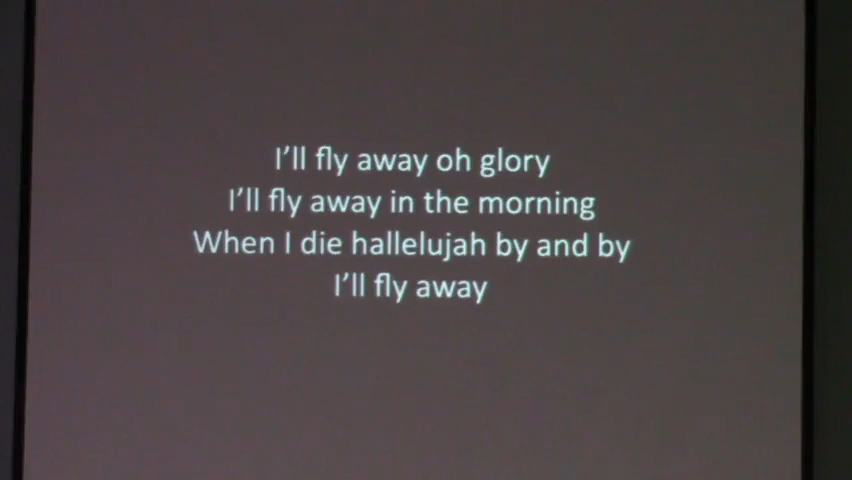 I'll fly away oh glory
I'll fly away in the morning
When I die hallelujah by and by
I'll fly away